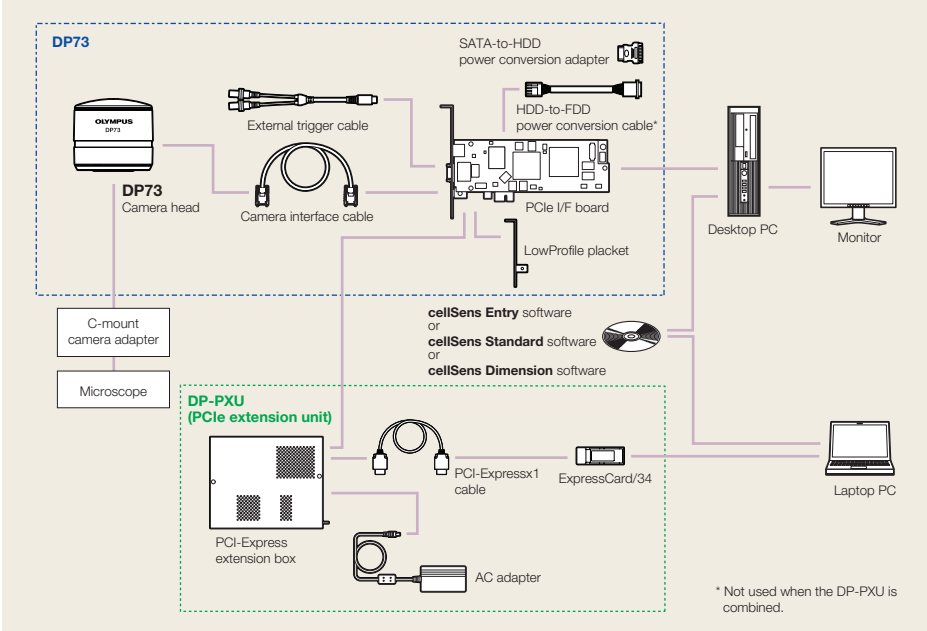 DP73
SATA-to-HDD
power conversion adapter
OLYMPUS
DP73
External trigger cable
HDD-to-FDD
power conversion cable*
DP73
Camera head
Camera interface cable
PCIe I/F board
LowProfile placket
Desktop PC
Monitor
C-mount
camera adapter
Microscope
cellSens Entry software
or
cellSens Standard software
or
cellSens Dimension software
DP-PXU
(PCIe extension unit)
PCI-Expressx1
cable
ExpressCard/34
Laptop PC
PCI-Express
extension box
AC adapter
* Not used when the DP-PXU is
combined.